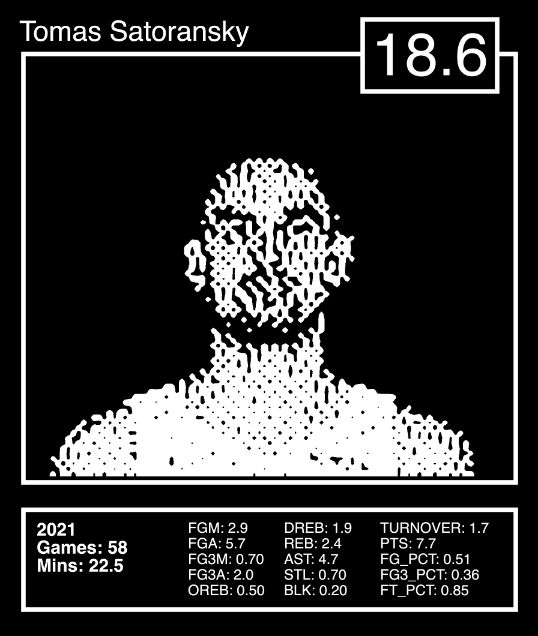 Tomas Satoransky
18.6
2021
Games: 58
Mins: 22.5
FGM: 2.9
FGA: 5.7
FG3M: 0.70
FG3A: 2.0
OREB: 0.50
DREB: 1.9
REB: 2.4
AST: 4.7
STL: 0.70
BLK: 0.20
TURNOVER: 1.7
PTS: 7.7
FG_PCT: 0.51
FG3_PCT: 0.36
FT_PCT: 0.85